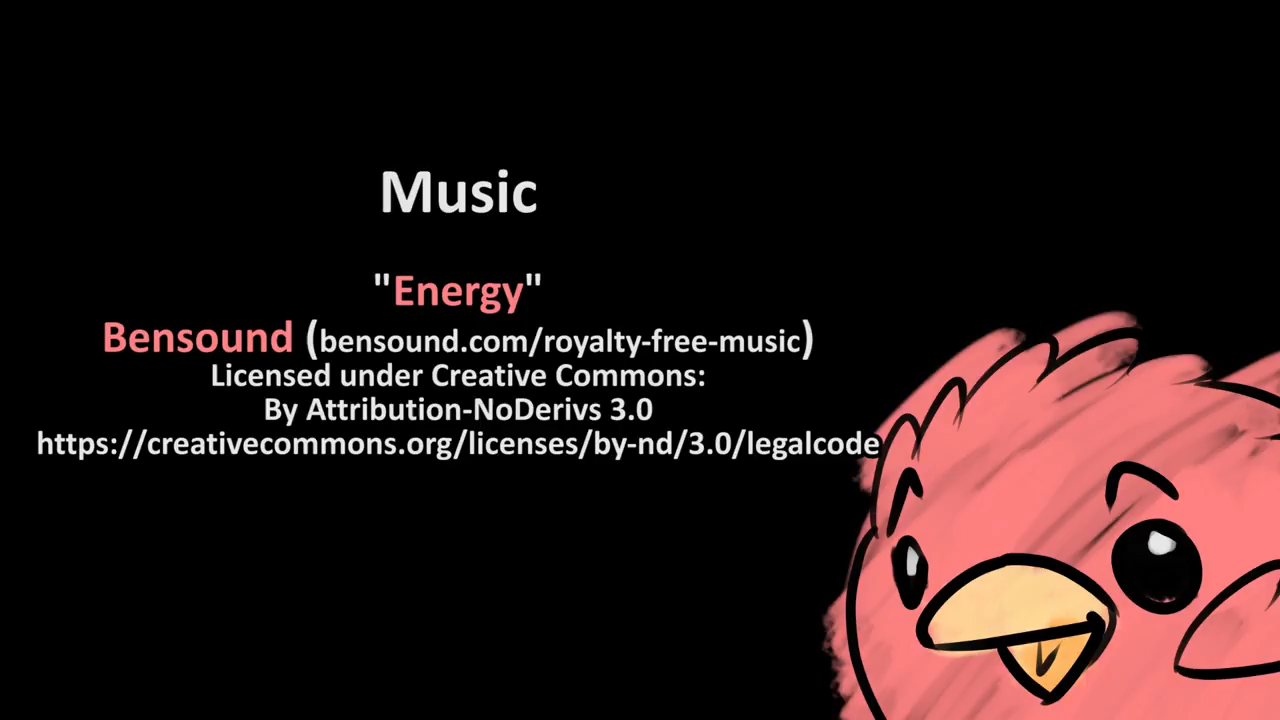 Music
"Energy"
Bensound (bensound.com/royalty-free-music)
Licensed under Creative Commons:
By Attribution-NoDerivs 3.0
https://creativecommons.org/licenses/by-nd/3.0/legalcode